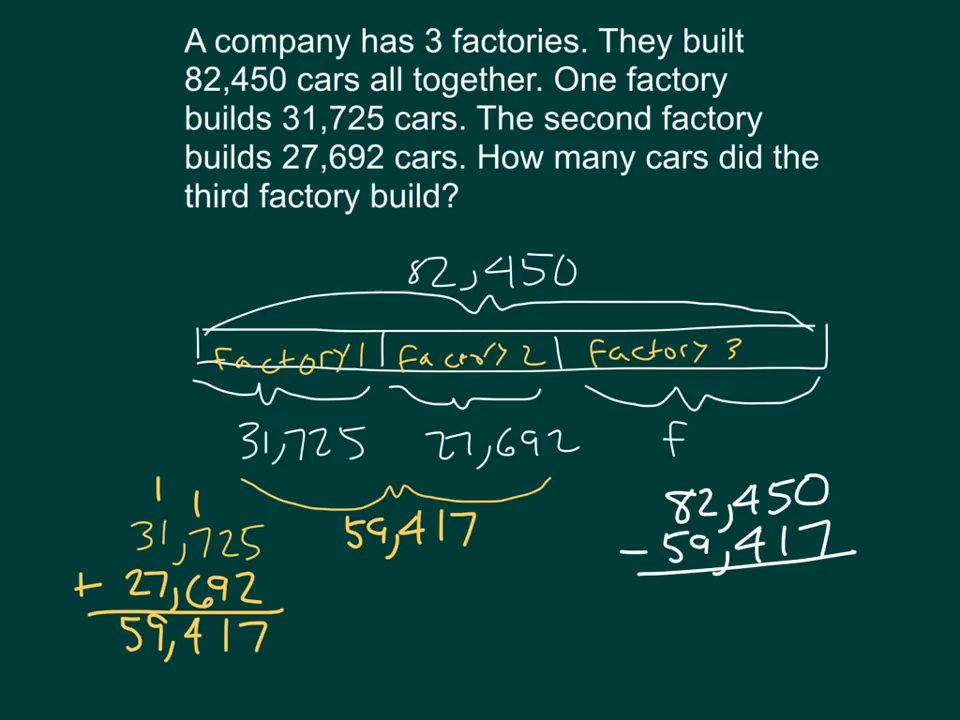 A company has 3 factories. They built
82,450 cars all together. One factory
builds 31,725 cars. The second factory
builds 27,692 cars. How many cars did the
third factory build?
82,450
Factory 1 Factory 2 Factory 3
31,725 27,692 f
59,417
1 1
31,725
+ 27,692
59,417
82,450
- 59,417